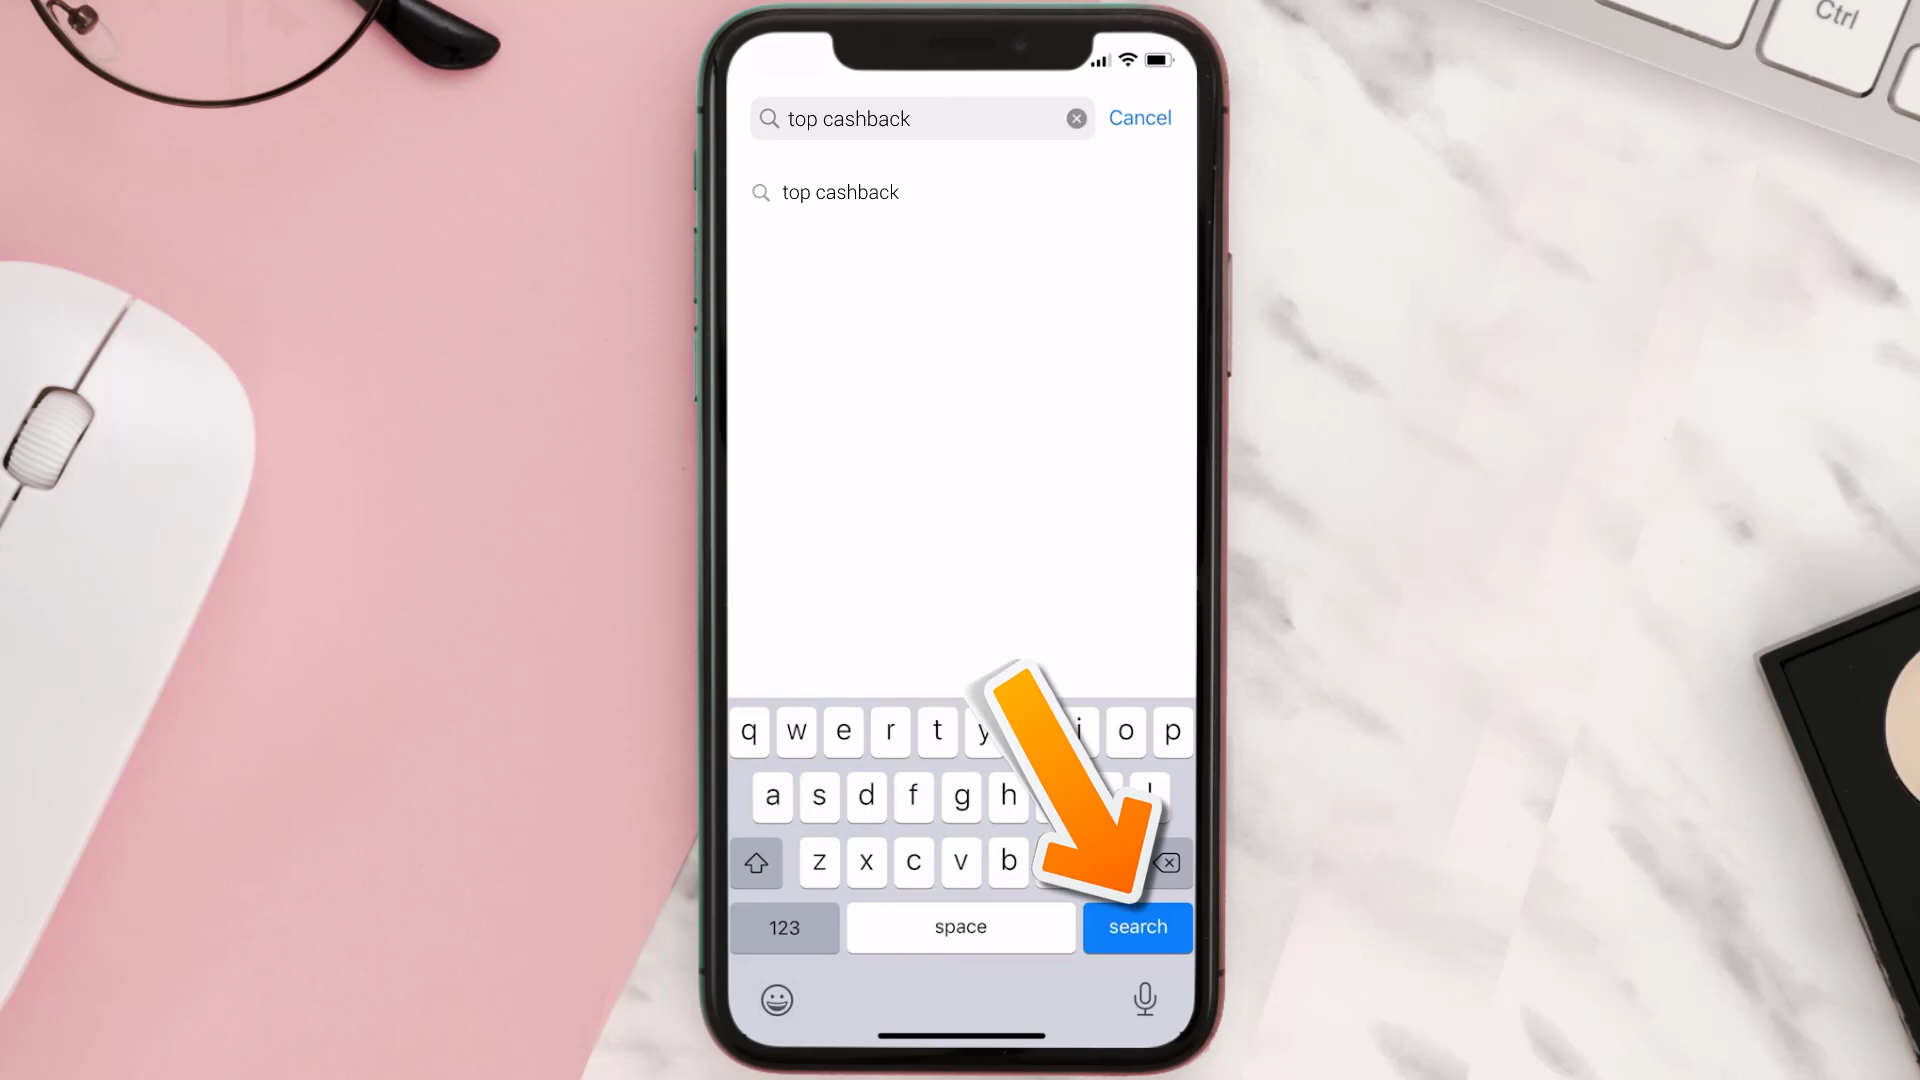 Ctrl
top cashback
Cancel
top cashback
q w e r t y i o p
a s d f g h
z x c v b
123
space
search